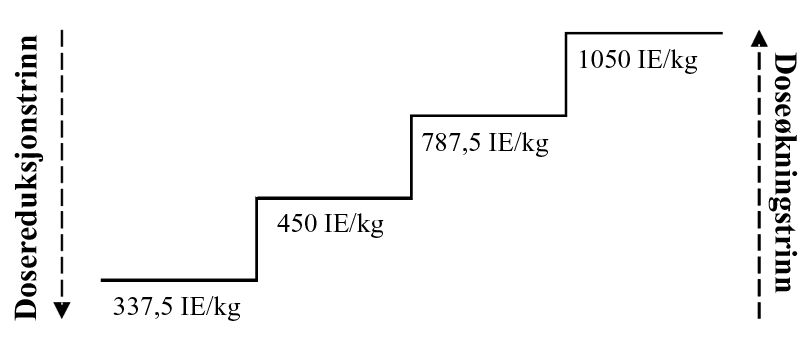 Dosereduksjonstrinn
1050 IE/kg
787,5 IE/kg
450 IE/kg
337,5 IE/kg
Doseøkningstrinn